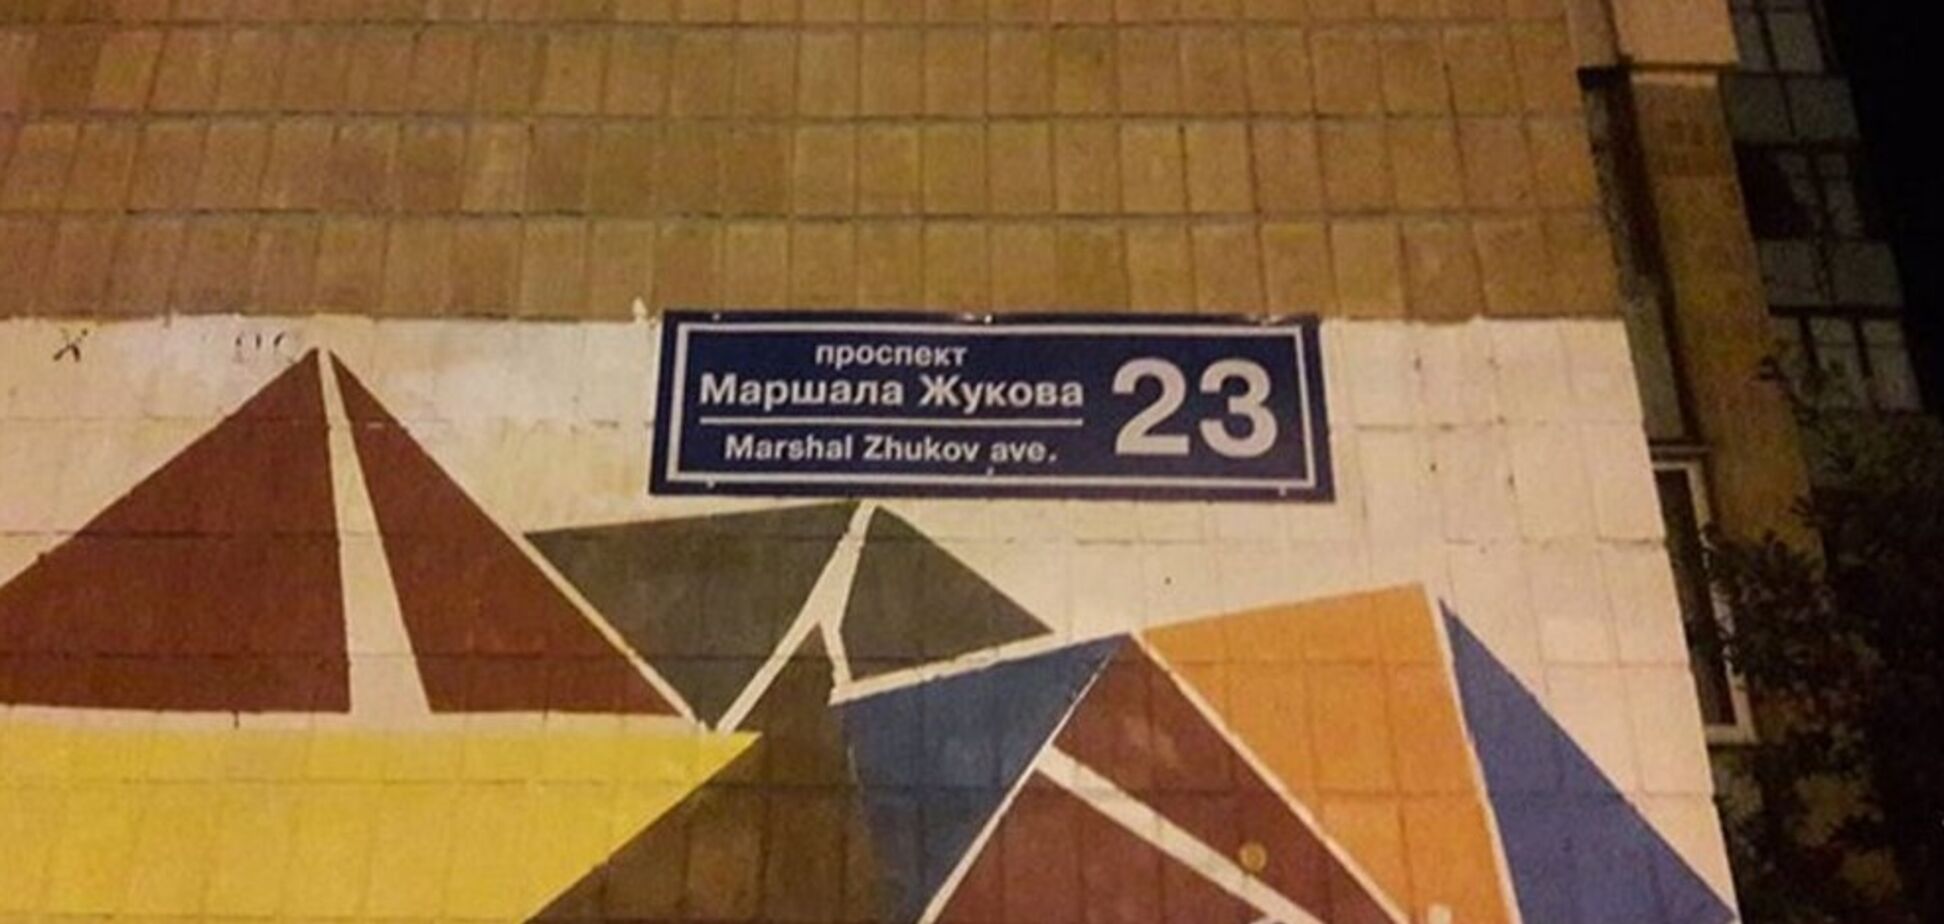 проспект
Маршала Жукова
Marshal Zhukov ave.
23